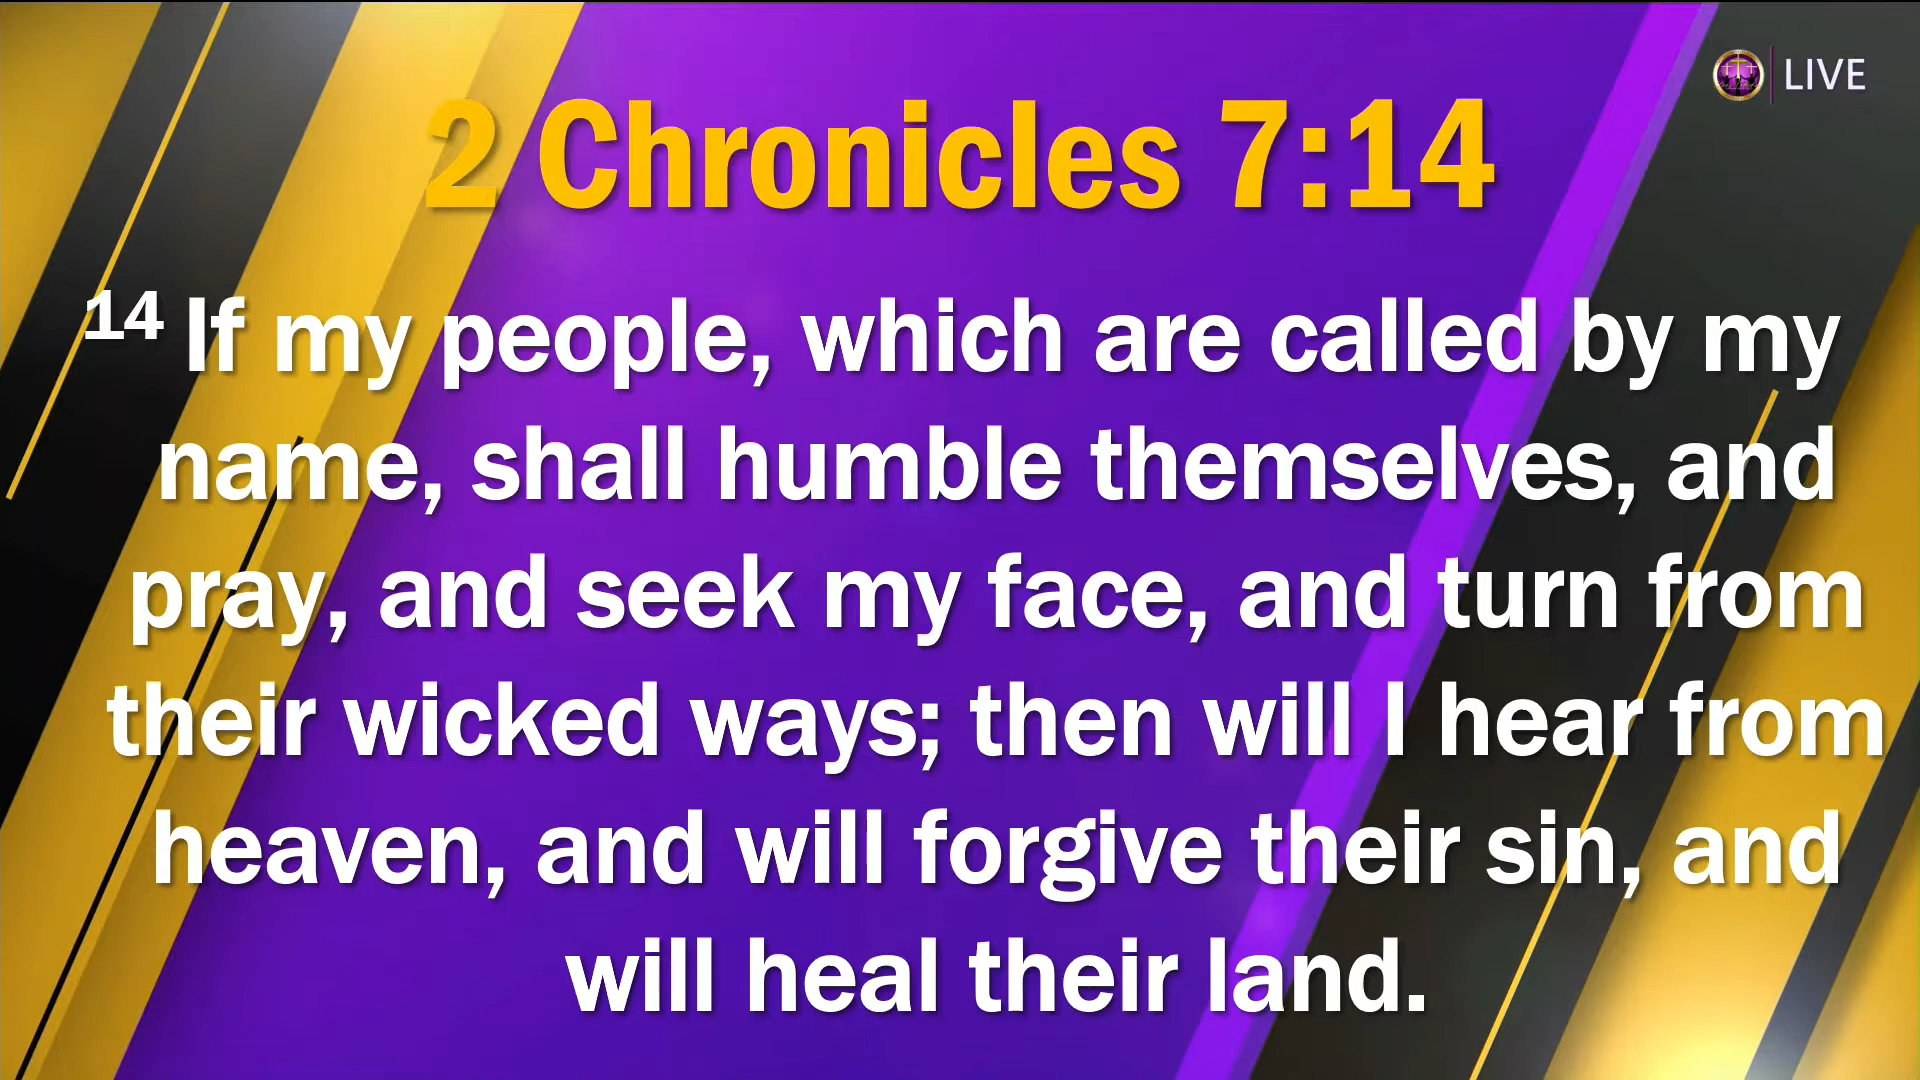 LIVE
2 Chronicles 7:14
14 If my people, which are called by my
name, shall humble themselves, and
pray, and seek my face, and turn from
their wicked ways; then will I hear from
heaven, and will forgive their sin, and
will heal their land.